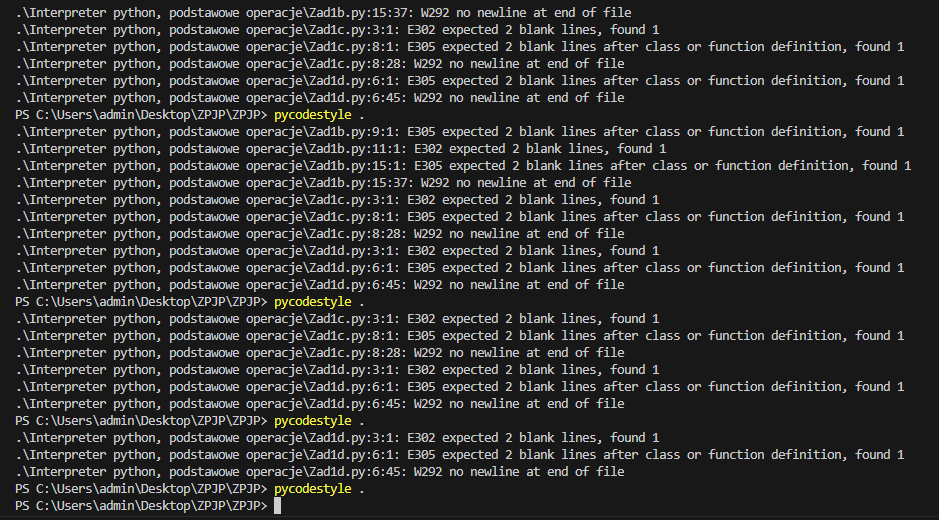 .\Interpreter python, podstawowe operacje\Zad1b.py:15:37: W292 no newline at end of file
.\Interpreter python, podstawowe operacje\Zad1c.py:3:1: E302 expected 2 blank lines, found 1
.\Interpreter python, podstawowe operacje\Zad1c.py:8:1: E305 expected 2 blank lines after class or function definition, found 1
.\Interpreter python, podstawowe operacje\Zad1c.py:8:28: W292 no newline at end of file
.\Interpreter python, podstawowe operacje\Zad1d.py:6:1: E305 expected 2 blank lines after class or function definition, found 1
.\Interpreter python, podstawowe operacje\Zad1d.py:6:45: W292 no newline at end of file
PS C:\Users\admin\Desktop\ZPJP\ZPJP> pycodestyle .
.\Interpreter python, podstawowe operacje\Zad1b.py:9:1: E305 expected 2 blank lines after class or function definition, found 1
.\Interpreter python, podstawowe operacje\Zad1b.py:11:1: E302 expected 2 blank lines, found 1
.\Interpreter python, podstawowe operacje\Zad1b.py:15:1: E305 expected 2 blank lines after class or function definition, found 1
.\Interpreter python, podstawowe operacje\Zad1b.py:15:37: W292 no newline at end of file
.\Interpreter python, podstawowe operacje\Zad1c.py:3:1: E302 expected 2 blank lines, found 1
.\Interpreter python, podstawowe operacje\Zad1c.py:8:1: E305 expected 2 blank lines after class or function definition, found 1
.\Interpreter python, podstawowe operacje\Zad1c.py:8:28: W292 no newline at end of file
.\Interpreter python, podstawowe operacje\Zad1d.py:3:1: E302 expected 2 blank lines, found 1
.\Interpreter python, podstawowe operacje\Zad1d.py:6:1: E305 expected 2 blank lines after class or function definition, found 1
.\Interpreter python, podstawowe operacje\Zad1d.py:6:45: W292 no newline at end of file
PS C:\Users\admin\Desktop\ZPJP\ZPJP> pycodestyle .
.\Interpreter python, podstawowe operacje\Zad1c.py:3:1: E302 expected 2 blank lines, found 1
.\Interpreter python, podstawowe operacje\Zad1c.py:8:1: E305 expected 2 blank lines after class or function definition, found 1
.\Interpreter python, podstawowe operacje\Zad1c.py:8:28: W292 no newline at end of file
.\Interpreter python, podstawowe operacje\Zad1d.py:3:1: E302 expected 2 blank lines, found 1
.\Interpreter python, podstawowe operacje\Zad1d.py:6:1: E305 expected 2 blank lines after class or function definition, found 1
.\Interpreter python, podstawowe operacje\Zad1d.py:6:45: W292 no newline at end of file
PS C:\Users\admin\Desktop\ZPJP\ZPJP> pycodestyle .
.\Interpreter python, podstawowe operacje\Zad1d.py:3:1: E302 expected 2 blank lines, found 1
.\Interpreter python, podstawowe operacje\Zad1d.py:6:1: E305 expected 2 blank lines after class or function definition, found 1
.\Interpreter python, podstawowe operacje\Zad1d.py:6:45: W292 no newline at end of file
PS C:\Users\admin\Desktop\ZPJP\ZPJP> pycodestyle .
PS C:\Users\admin\Desktop\ZPJP\ZPJP>